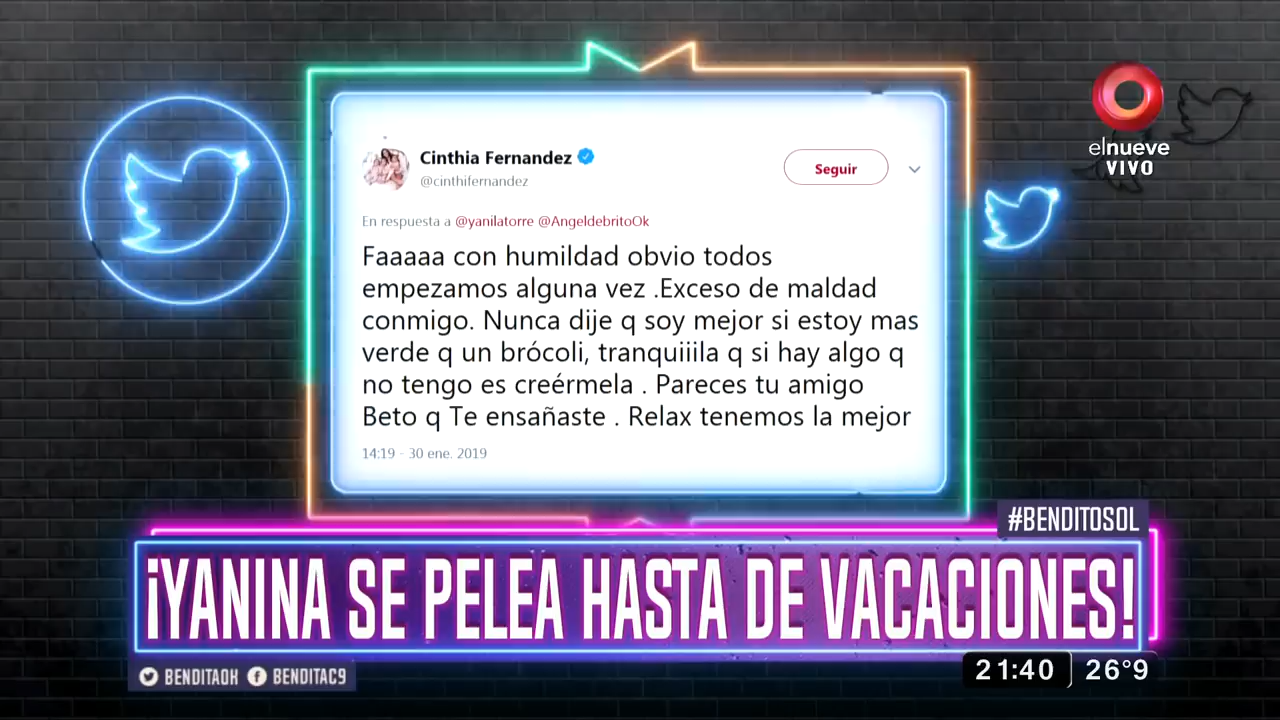 Cinthia Fernandez
@cinthifernandez
Seguir
En respuesta a @yanilatorre @AngeldebritoOk
Faaaaa con humildad obvio todos
empezamos alguna vez .Exceso de maldad
conmigo. Nunca dije q soy mejor si estoy mas
verde q un brócoli, tranquiiila q si hay algo q
no tengo es creérmela . Pareces tu amigo
Beto q Te ensañaste . Relax tenemos la mejor
14:19 - 30 ene. 2019
elnueve
VIVO
#BENDITOSOL
¡YANINA SE PELEA HASTA DE VACACIONES!
BENDITAOK BENDITAC9
21:40 26°9